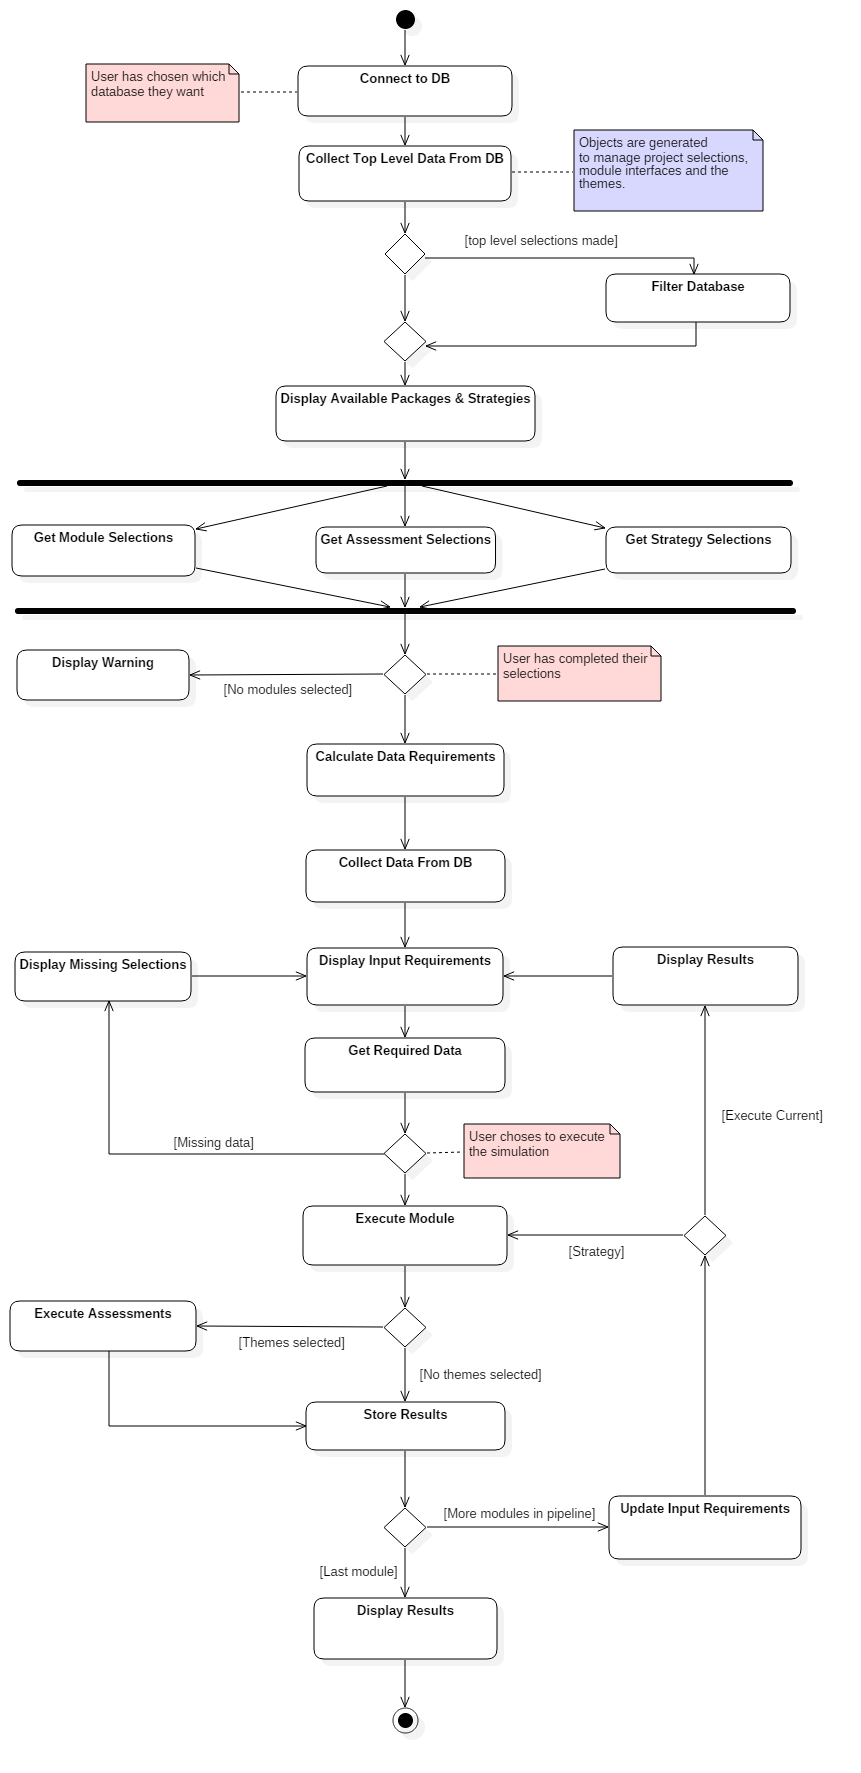 User has chosen which
database they want
Connect to DB
Collect Top Level Data From DB
Objects are generated
to manage project selections,
module interfaces and the
themes.
[top level selections made]
Filter Database
Display Available Packages & Strategies
Get Module Selections
Get Assessment Selections
Get Strategy Selections
Display Warning
[No modules selected]
User has completed their
selections
Calculate Data Requirements
Collect Data From DB
Display Missing Selections
Display Input Requirements
Display Results
Get Required Data
[Execute Current]
[Missing data]
User choses to execute
the simulation
Execute Module
[Strategy]
Execute Assessments
[Themes selected]
[No themes selected]
Store Results
[More modules in pipeline]
Update Input Requirements
[Last module]
Display Results